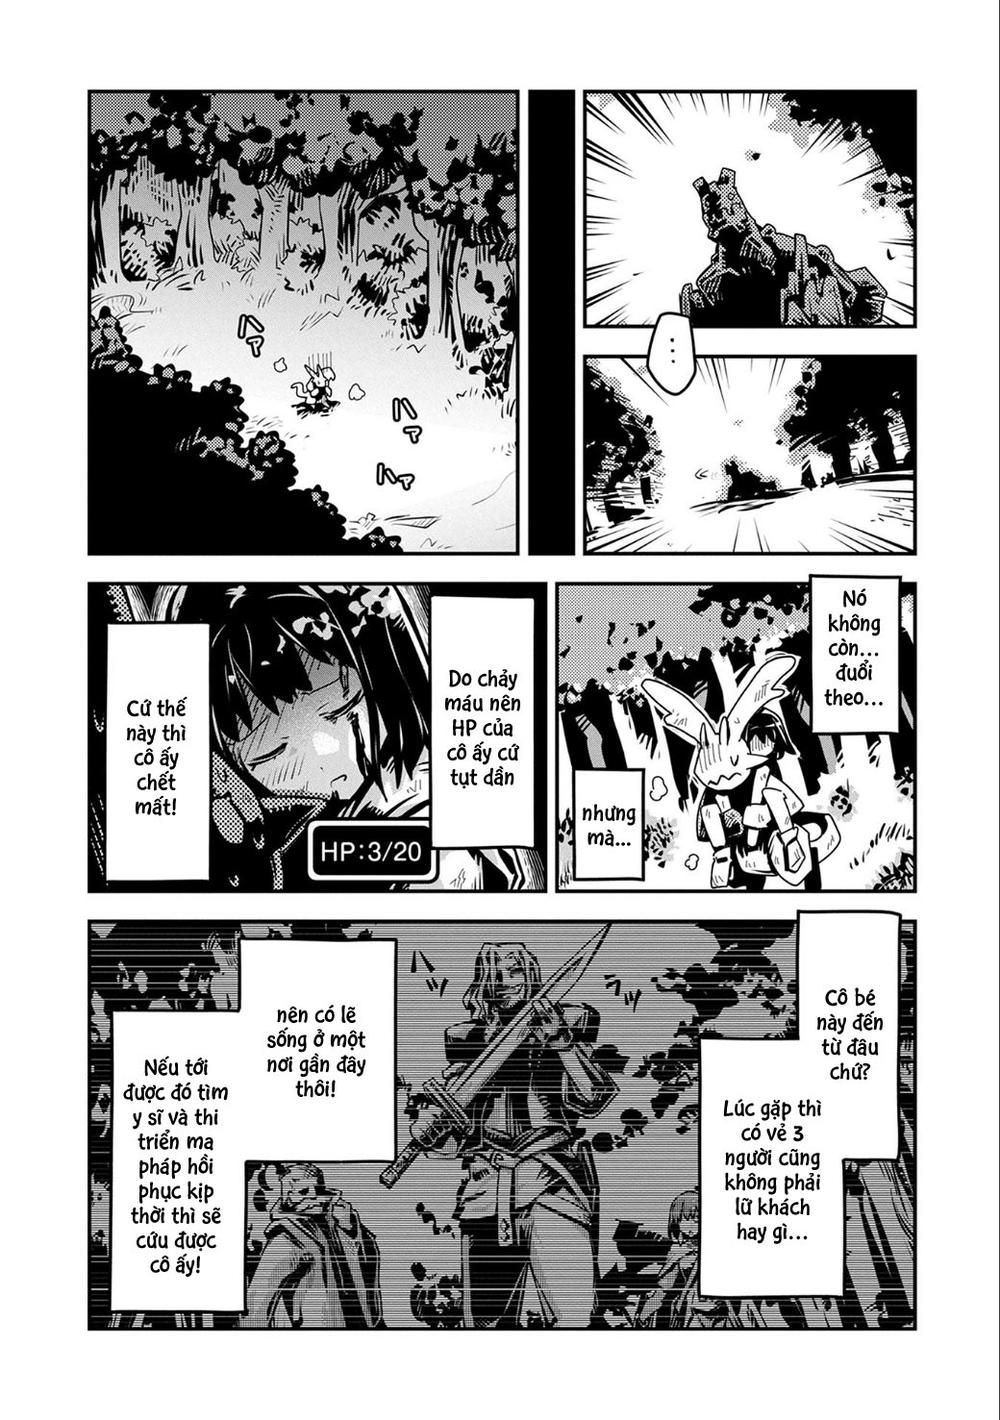 ...
ハァ
ハァ
ハァ
Nó
không
còn...
đuổi
theo...
nhưng
mà...
Do chảy
máu nên
HP của
cô ấy cứ
tụt dần
HP:3/20
Cứ thế
này thì
cô ấy
chết
mất!
Cô bé
này đến
từ đâu
chứ?
Lúc gặp thì
có vẻ 3
người cũng
không phải
lữ khách
hay gì...
nên có lẽ
sống ở một
nơi gần đây
thôi!
Nếu tới
được đó tìm
y sĩ và thi
triển ma
pháp hồi
phục kịp
thời thì sẽ
cứu được
cô ấy!